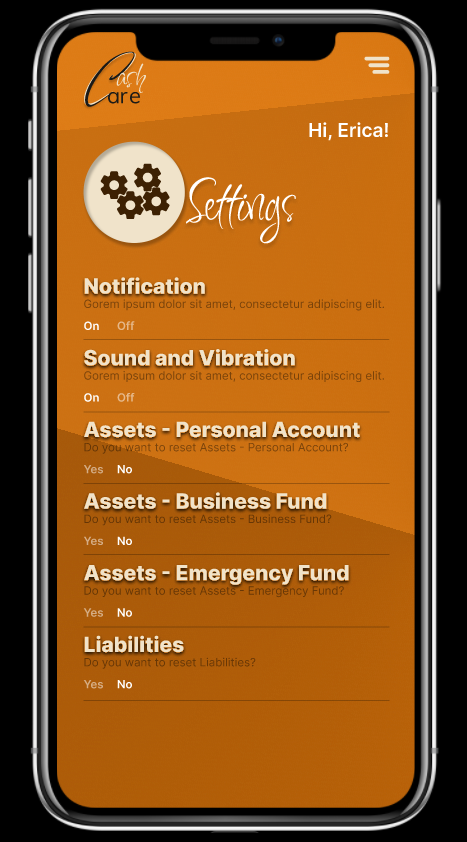 Cash
Care
Hi, Erica!
Settings
Notification
Gorem ipsum dolor sit amet, consectetur adipiscing elit.
On Off
Sound and Vibration
Gorem ipsum dolor sit amet, consectetur adipiscing elit.
On Off
Assets - Personal Account
Do you want to reset Assets - Personal Account?
Yes No
Assets - Business Fund
Do you want to reset Assets - Business Fund?
Yes No
Assets - Emergency Fund
Do you want to reset Assets - Emergency Fund?
Yes No
Liabilities
Do you want to reset Liabilities?
Yes No